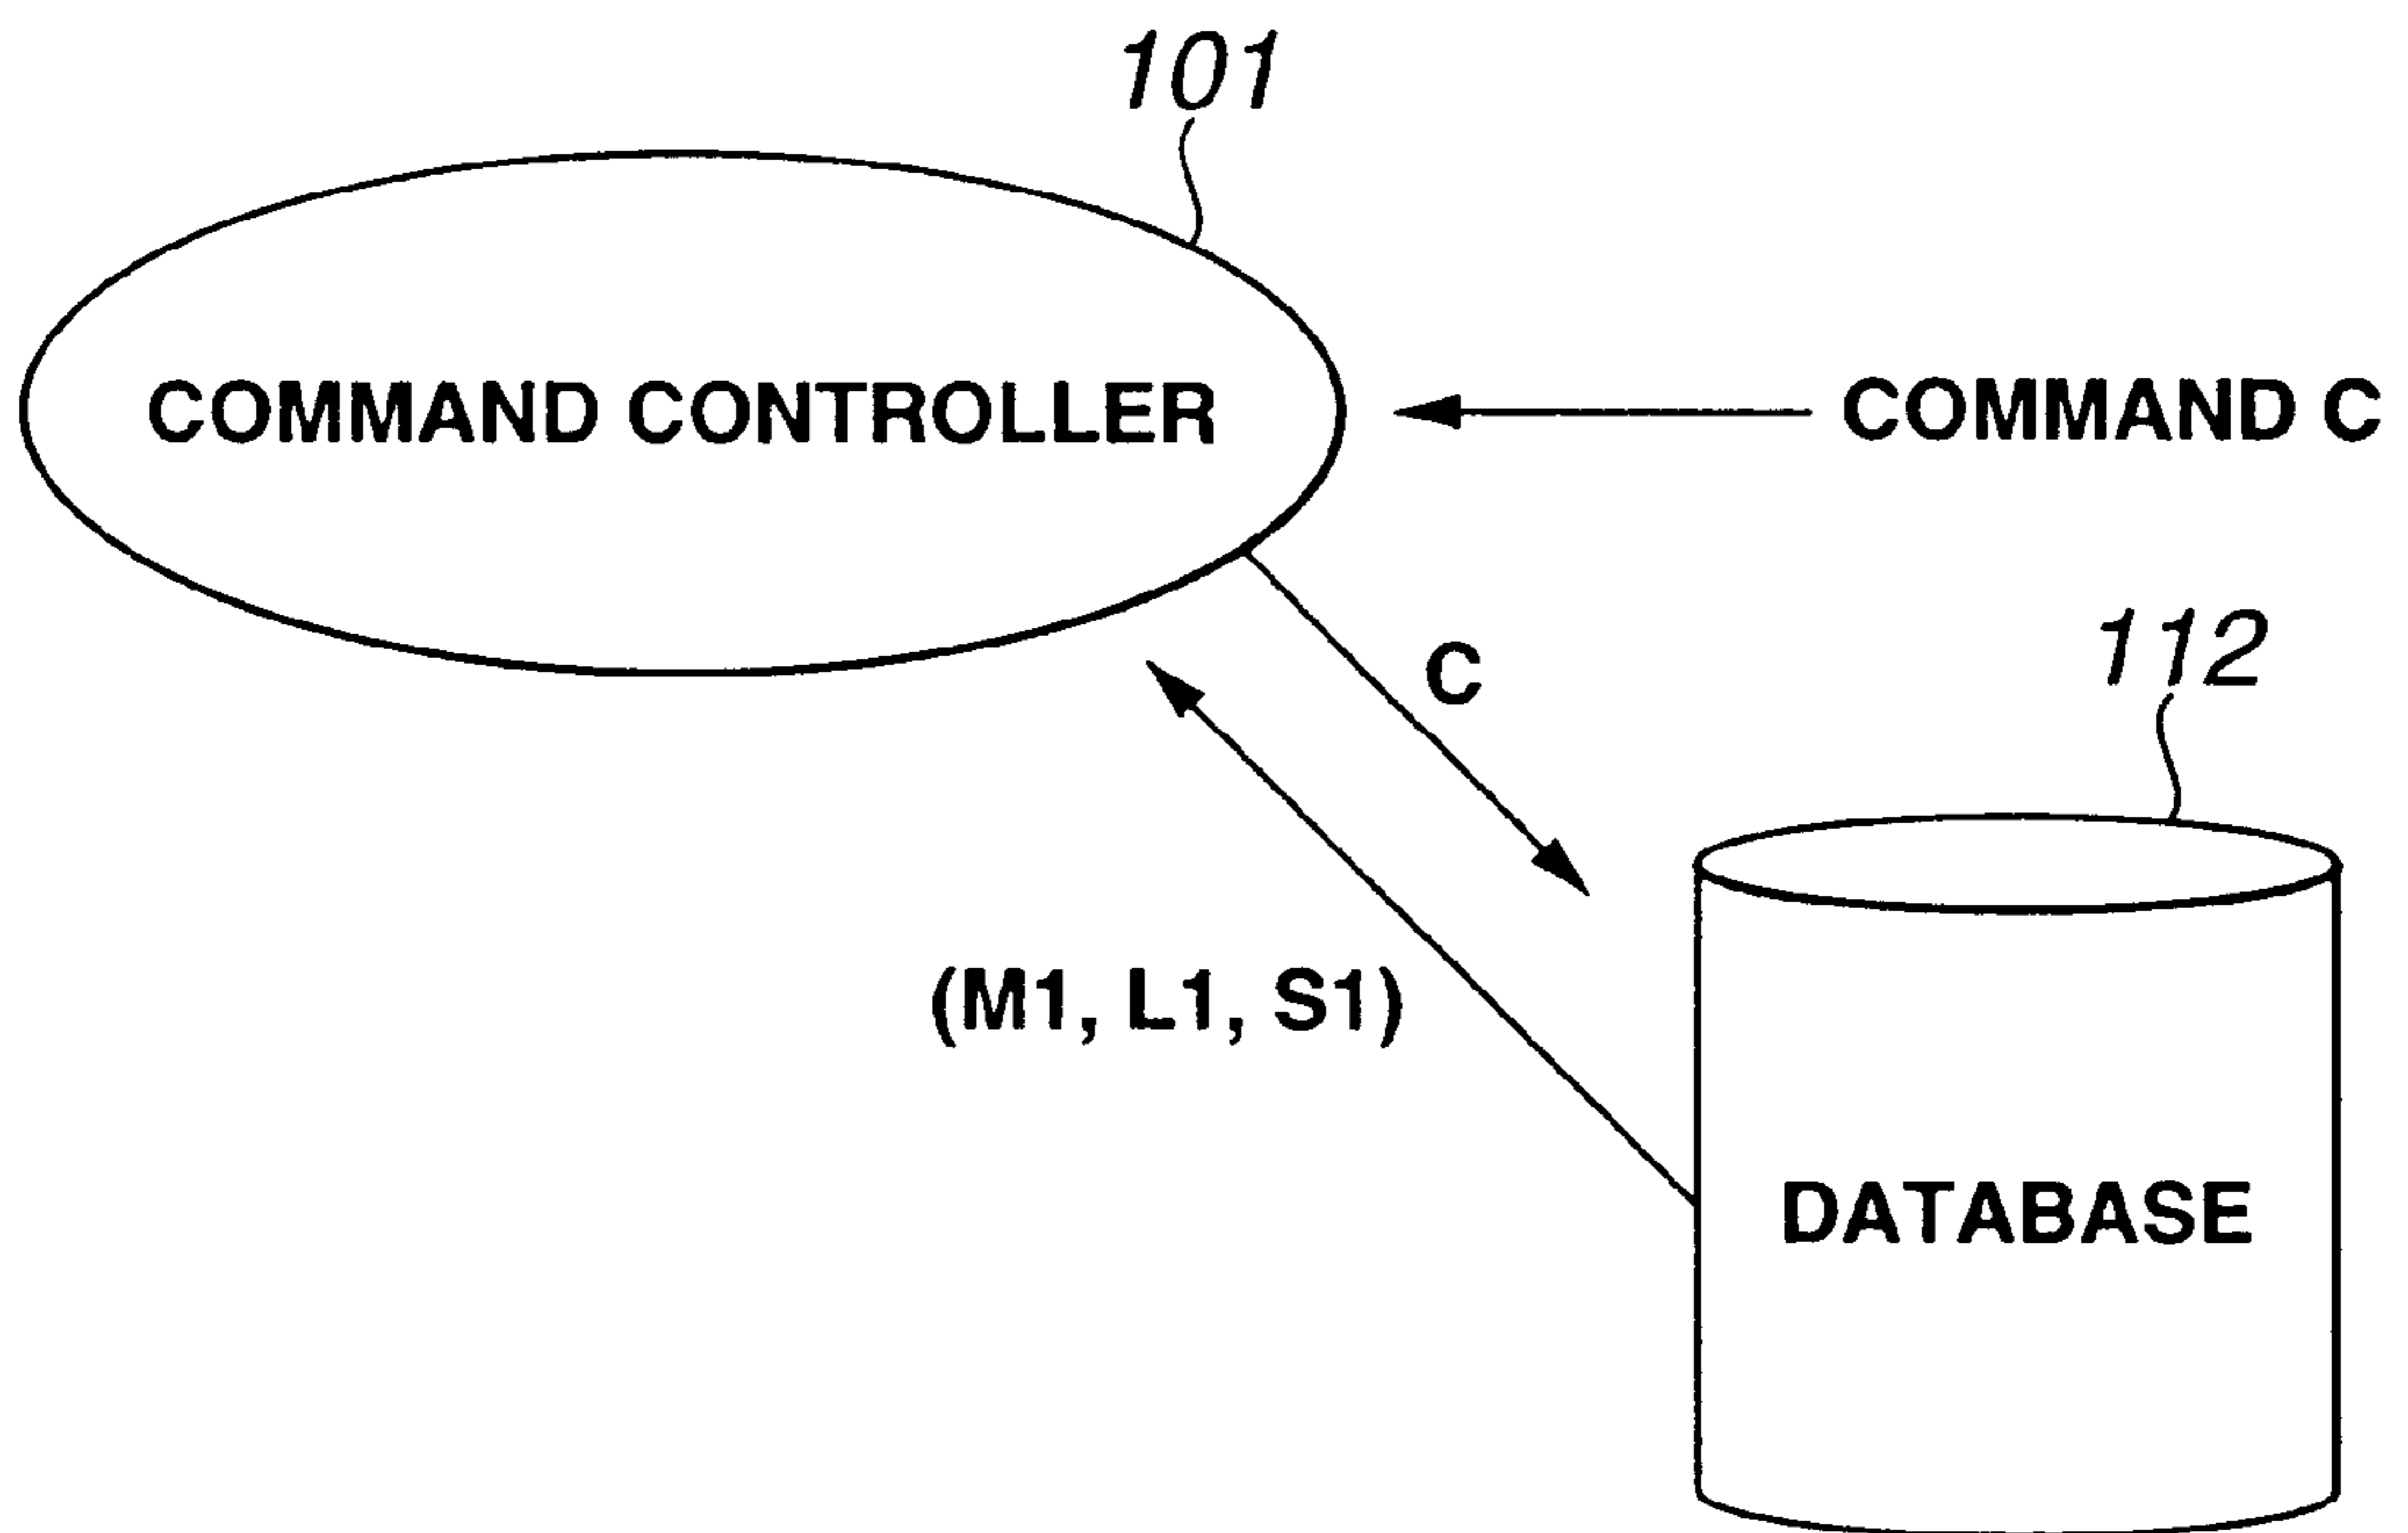 101
COMMAND CONTROLLER
COMMAND C
C
112
(M1, L1, S1)
DATABASE